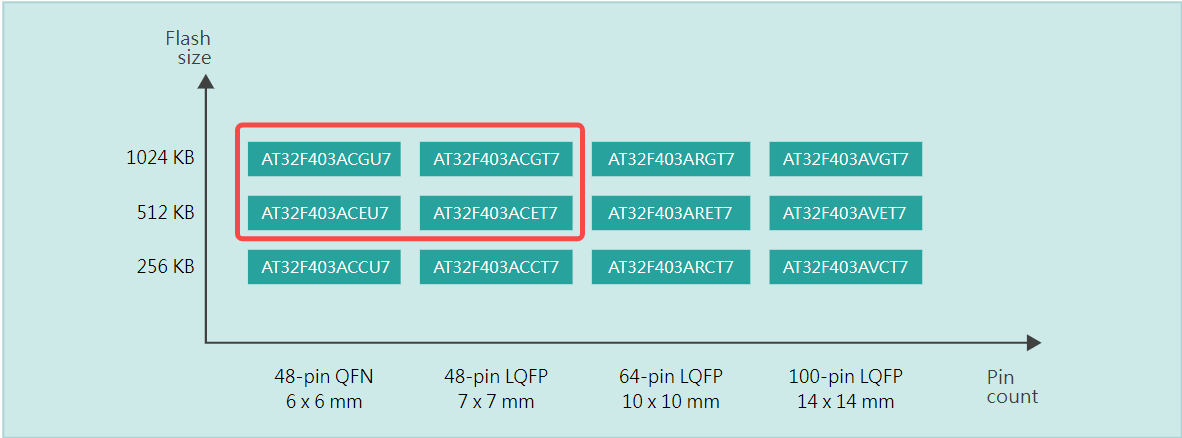 Flash
size
1024 KB
AT32F403ACGU7 AT32F403ACGT7 AT32F403ARGT7 AT32F403AVGT7
512 KB
AT32F403ACEU7 AT32F403ACET7 AT32F403ARET7 AT32F403AVET7
256 KB
AT32F403ACCU7 AT32F403ACCT7 AT32F403ARCT7 AT32F403AVCT7
48-pin QFN
6 x 6 mm
48-pin LQFP
7 x 7 mm
64-pin LQFP
10 x 10 mm
100-pin LQFP
14 x 14 mm
Pin
count